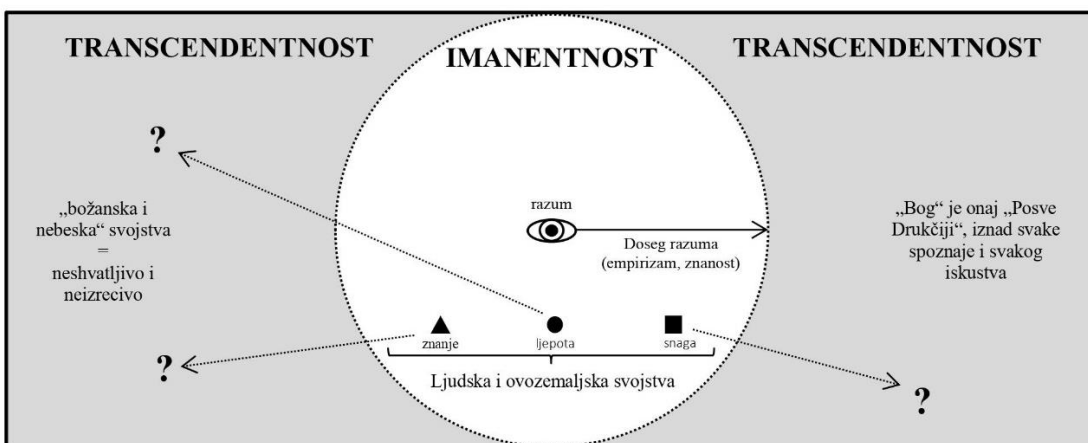 TRANSCENDENTNOST
IMANENTNOST
TRANSCENDENTNOST
?
„božanska i
nebeska“ svojstva
=
neshvatljivo i
neizrecivo
?
razum
Doseg razuma
(empirizam, znanost)
znanje
ljepota
snaga
Ljudska i ovozemaljska svojstva
„Bog“ je onaj „Posve
Drukčiji“, iznad svake
spoznaje i svakog
iskustva
?